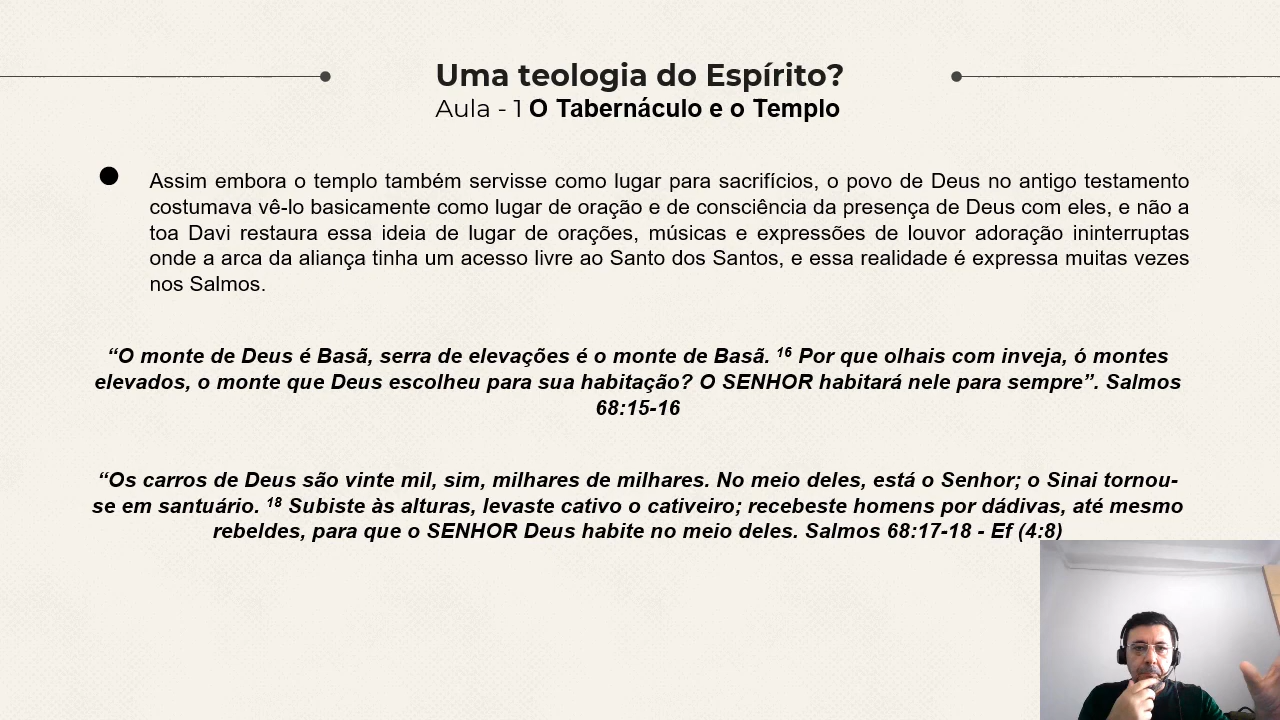 Uma teologia do Espírito?
Aula - 1 O Tabernáculo e o Templo
● Assim embora o templo também servisse como lugar para sacrifícios, o povo de Deus no antigo testamento
costumava vê-lo basicamente como lugar de oração e de consciência da presença de Deus com eles, e não a
toa Davi restaura essa ideia de lugar de orações, músicas e expressões de louvor adoração ininterruptas
onde a arca da aliança tinha um acesso livre ao Santo dos Santos, e essa realidade é expressa muitas vezes
nos Salmos.
“O monte de Deus é Basã, serra de elevações é o monte de Basã. ¹⁶ Por que olhais com inveja, ó montes
elevados, o monte que Deus escolheu para sua habitação? O SENHOR habitará nele para sempre”. Salmos
68:15-16
“Os carros de Deus são vinte mil, sim, milhares de milhares. No meio deles, está o Senhor; o Sinai tornou-
se em santuário. ¹⁸ Subiste às alturas, levaste cativo o cativeiro; recebeste homens por dádivas, até mesmo
rebeldes, para que o SENHOR Deus habite no meio deles. Salmos 68:17-18 - Ef (4:8)